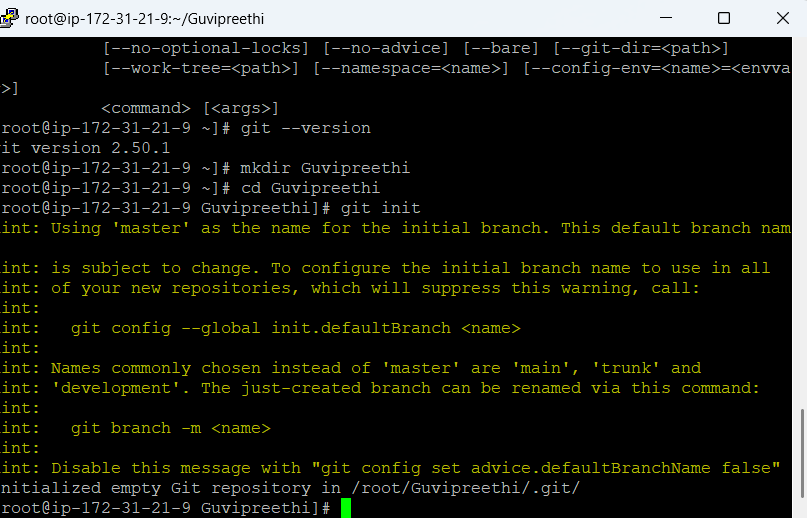 root@ip-172-31-21-9:~/Guvipreethi
[--no-optional-locks] [--no-advice] [--bare] [--git-dir=<path>]
[--work-tree=<path>] [--namespace=<name>] [--config-env=<name>=<envva
>]
<command> [<args>]
root@ip-172-31-21-9 ~]# git --version
it version 2.50.1
root@ip-172-31-21-9 ~]# mkdir Guvipreethi
root@ip-172-31-21-9 ~]# cd Guvipreethi
root@ip-172-31-21-9 Guvipreethi]# git init
int: Using 'master' as the name for the initial branch. This default branch nam
int: is subject to change. To configure the initial branch name to use in all
int: of your new repositories, which will suppress this warning, call:
int:
int:   git config --global init.defaultBranch <name>
int:
int: Names commonly chosen instead of 'master' are 'main', 'trunk' and
int: 'development'. The just-created branch can be renamed via this command:
int:
int:   git branch -m <name>
int:
int: Disable this message with "git config set advice.defaultBranchName false"
nitialized empty Git repository in /root/Guvipreethi/.git/
root@ip-172-31-21-9 Guvipreethi]#